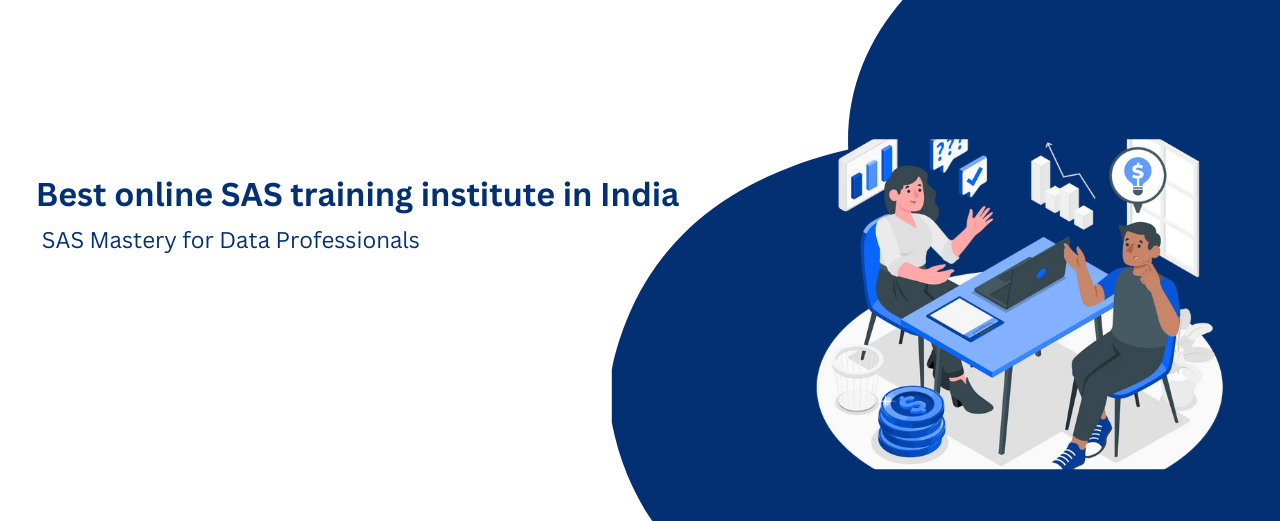 Best online SAS training institute in India
SAS Mastery for Data Professionals
???
$
$